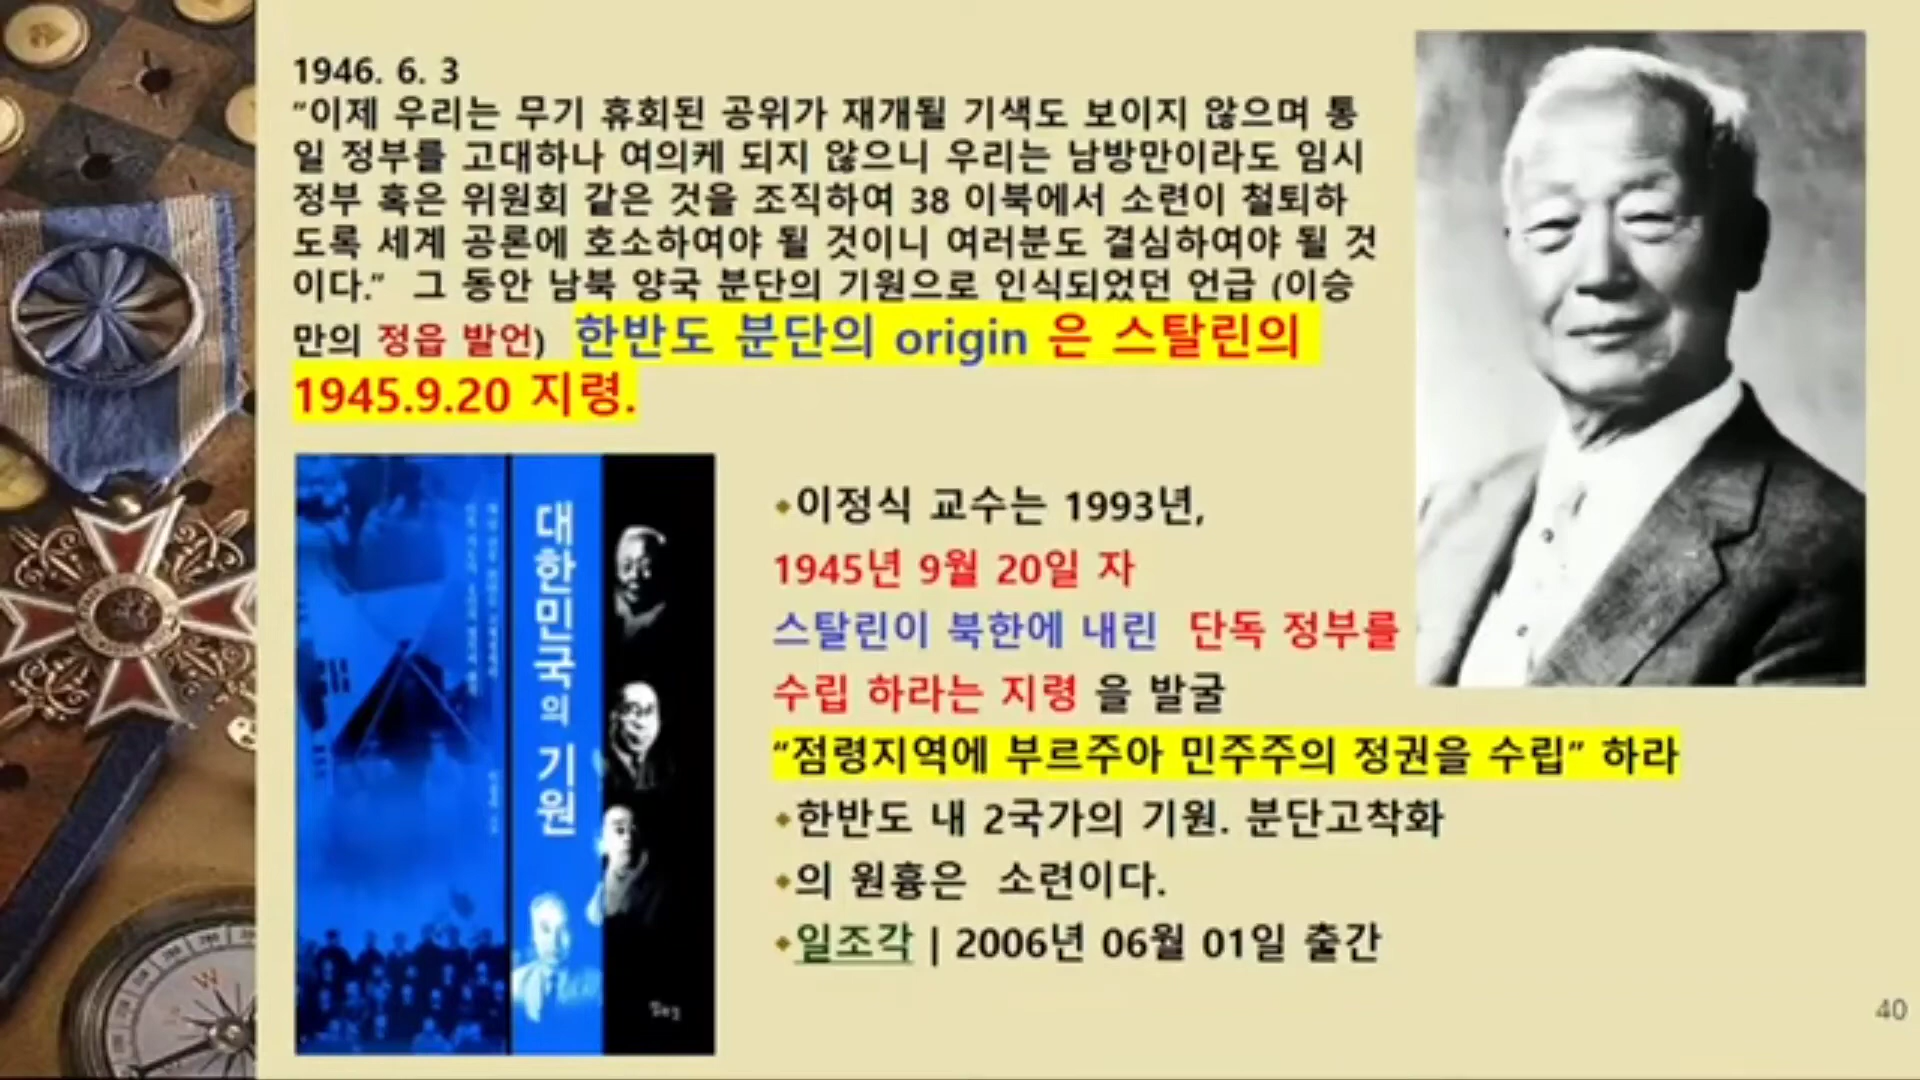 1946. 6. 3
“이제 우리는 무기 휴회된 공위가 재개될 기색도 보이지 않으며 통
일 정부를 고대하나 여의케 되지 않으니 우리는 남방만이라도 임시
정부 혹은 위원회 같은 것을 조직하여 38 이북에서 소련이 철퇴하
도록 세계 공론에 호소하여야 될 것이니 여러분도 결심하여야 될 것
이다.” 그 동안 남북 양국 분단의 기원으로 인식되었던 언급 (이승
만의 정읍 발언) 한반도 분단의 origin 은 스탈린의
1945.9.20 지령.
대한민국의 기원
이정식 교수는 1993년,
1945년 9월 20일 자
스탈린이 북한에 내린 단독 정부를
수립 하라는 지령 을 발굴
“점령지역에 부르주아 민주주의 정권을 수립” 하라
한반도 내 2국가의 기원. 분단고착화
의 원흉은 소련이다.
일조각 | 2006년 06월 01일 출간
W
40